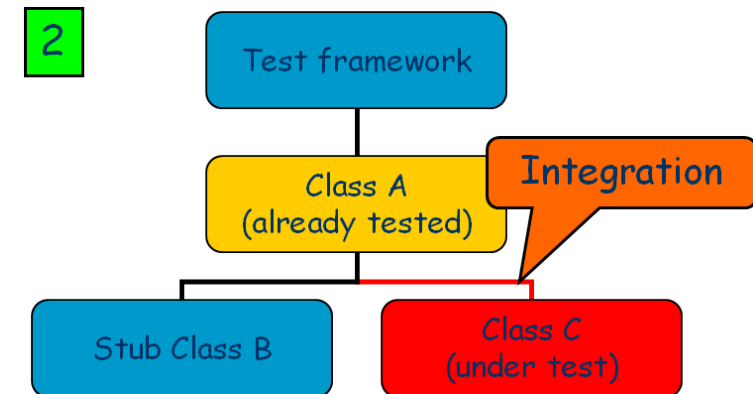 2
Test framework
Class A
(already tested)
Integration
Stub Class B
Class C
(under test)